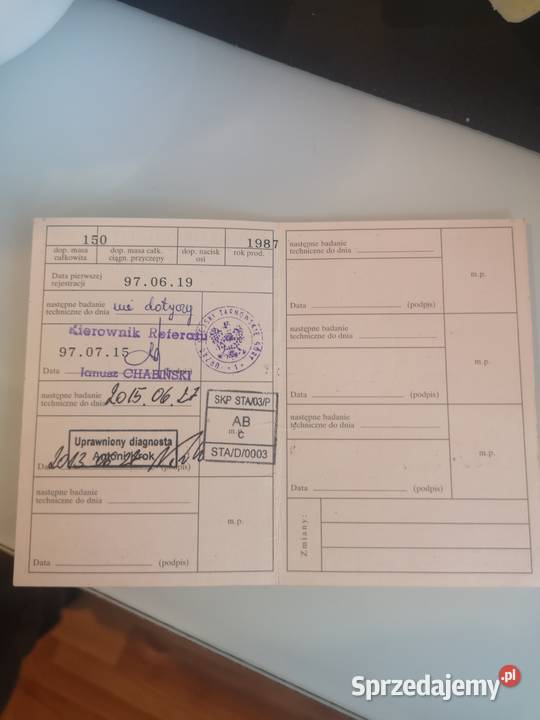 150
1987
dop. masa całkowita
dop. masa całk. ciągn. przyczepy
dop. nacisk osi
rok prod.
Data pierwszej rejestracji
97.06.19
następne badanie techniczne do dnia
nie dotyczy
Kierownik Referatu
97.07.15
Data
Janusz CHABIŃSKI
następne badanie techniczne do dnia
2015.06.27
SKP STA/03/P
AB
c
m.p.
STA/D/0003
Uprawniony diagnosta
Antoni Krok
Data
(podpis)
następne badanie techniczne do dnia
m.p.
Data
(podpis)
następne badanie techniczne do dnia
m.p.
Data
(podpis)
następne badanie techniczne do dnia
m.p.
Data
(podpis)
następne badanie techniczne do dnia
m.p.
Data
(podpis)
Zmiany:
Sprzedajemy.pl